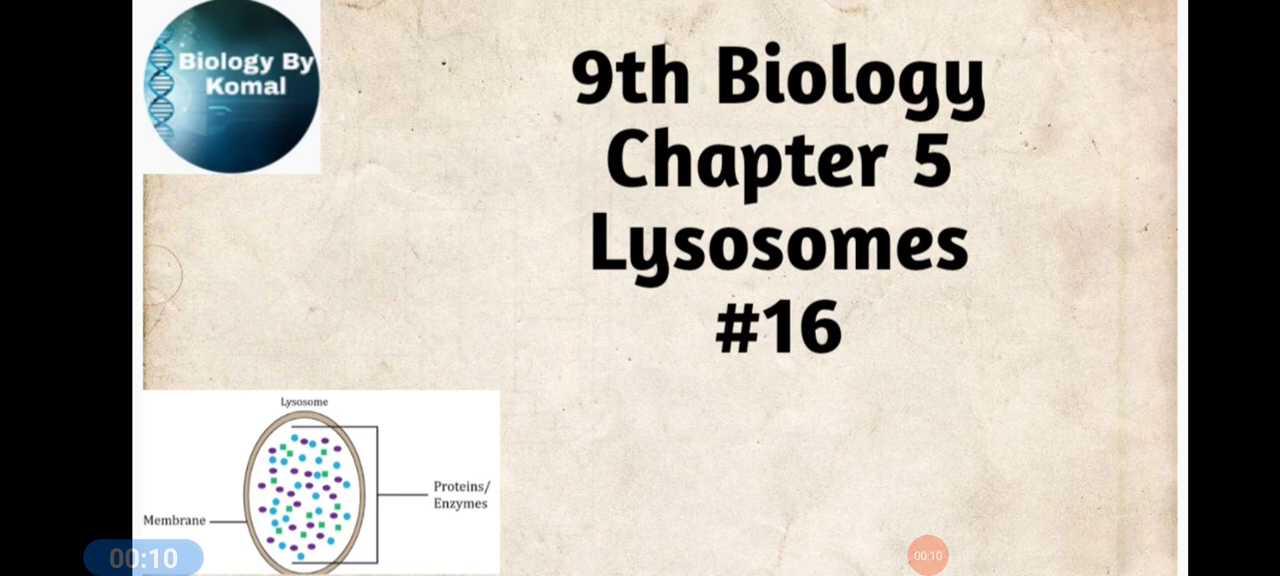 Biology By
Komal
9th Biology
Chapter 5
Lysosomes
#16
Lysosome
Proteins/
Enzymes
Membrane
00:10
00:10